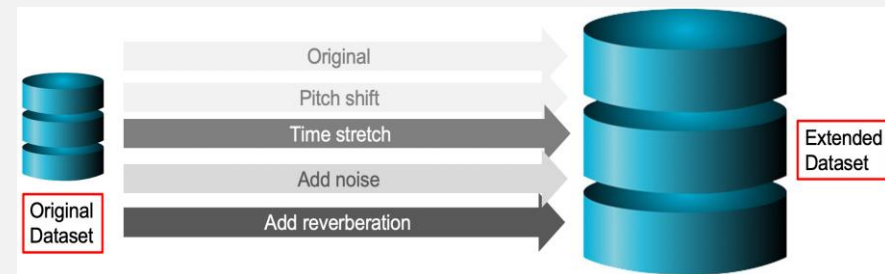 Original
Pitch shift
Time stretch
Add noise
Add reverberation
Original
Dataset
Extended
Dataset